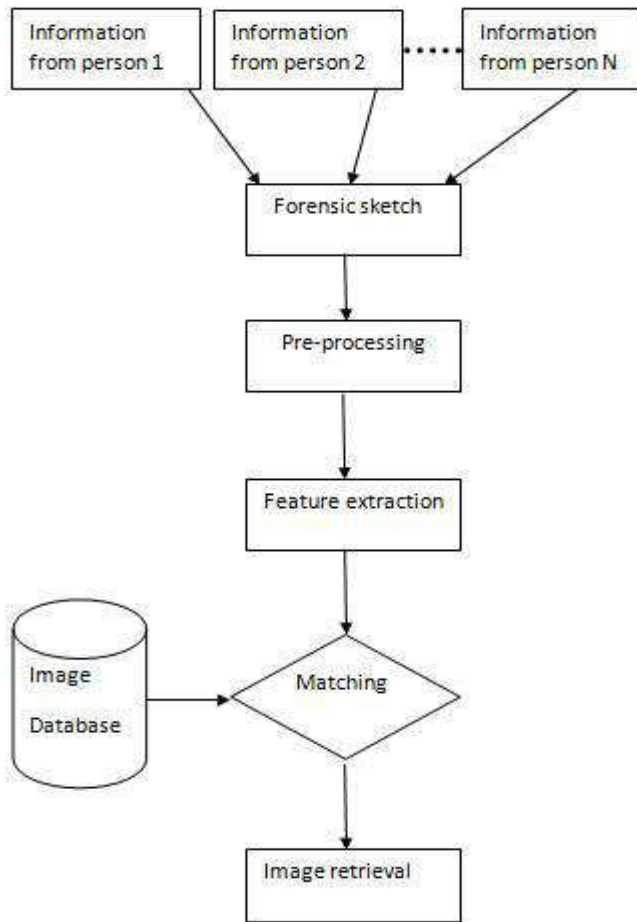 Information
from person 1
Information
from person 2
Information
from person N
Forensic sketch
Pre-processing
Feature extraction
Image
Database
Matching
Image retrieval